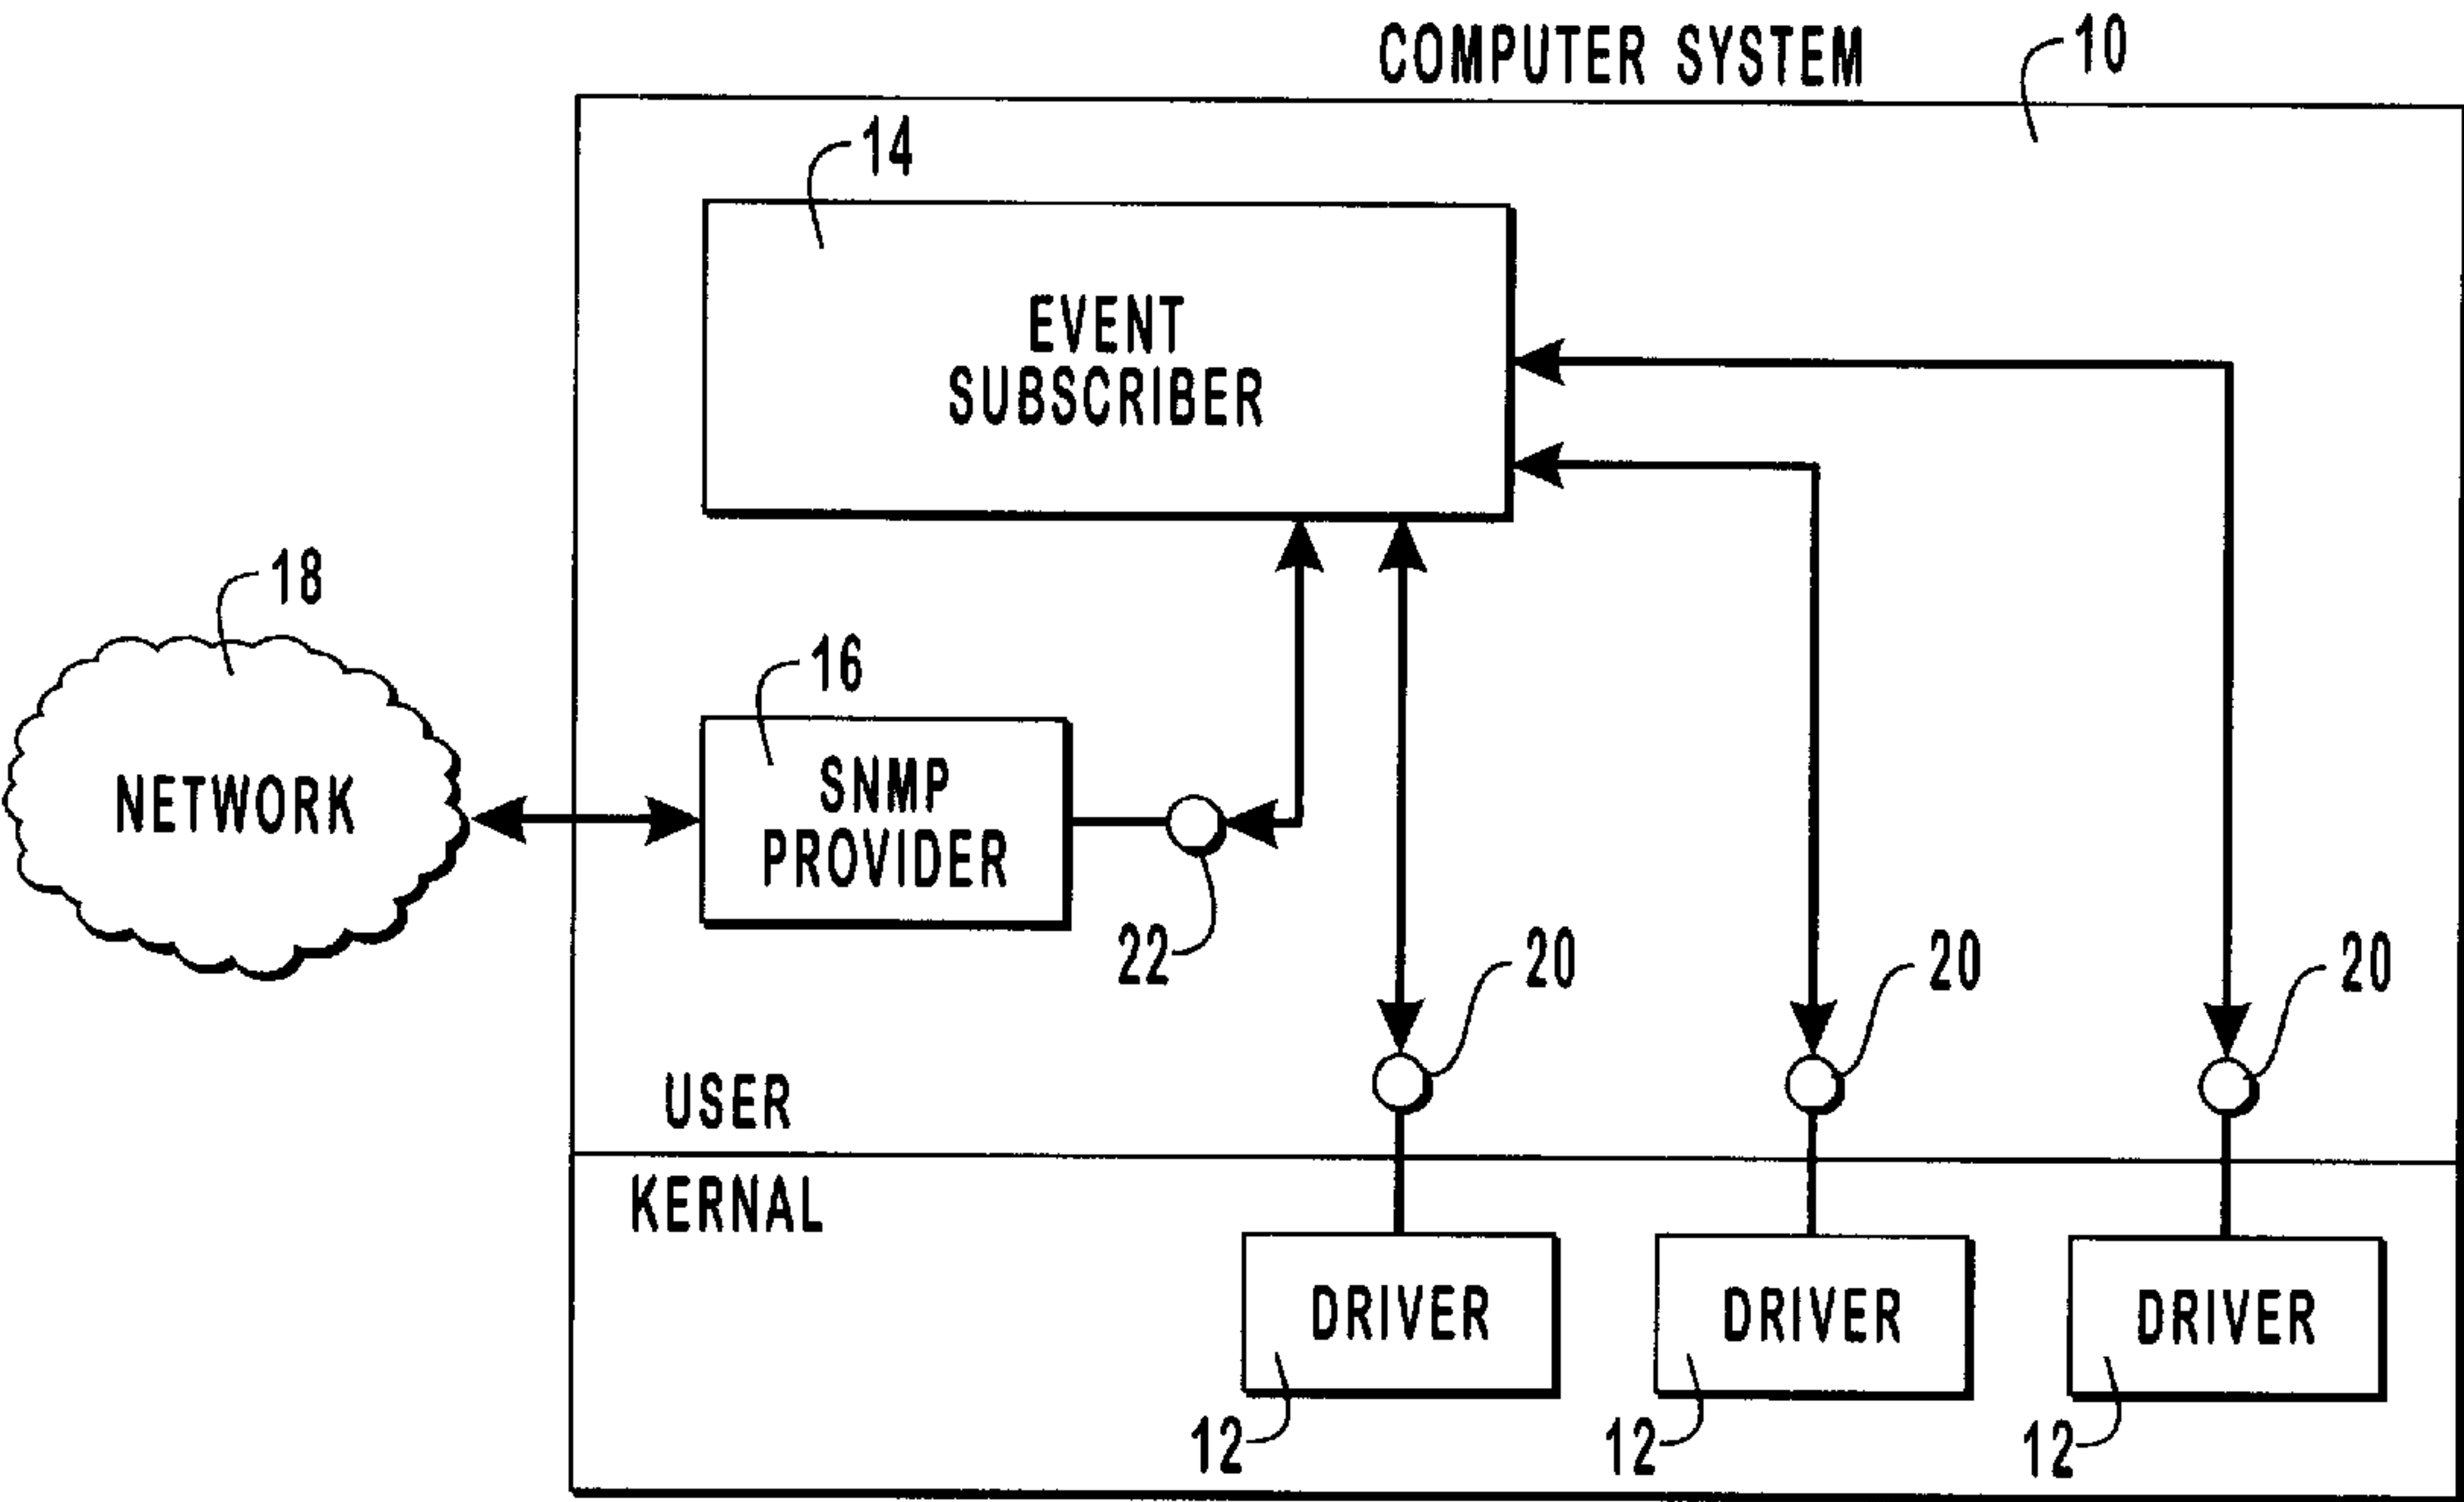 COMPUTER SYSTEM
10
14
EVENT
SUBSCRIBER
18
16
NETWORK
SNMP
PROVIDER
22
20
20
20
USER
KERNAL
DRIVER
DRIVER
DRIVER
12
12
12